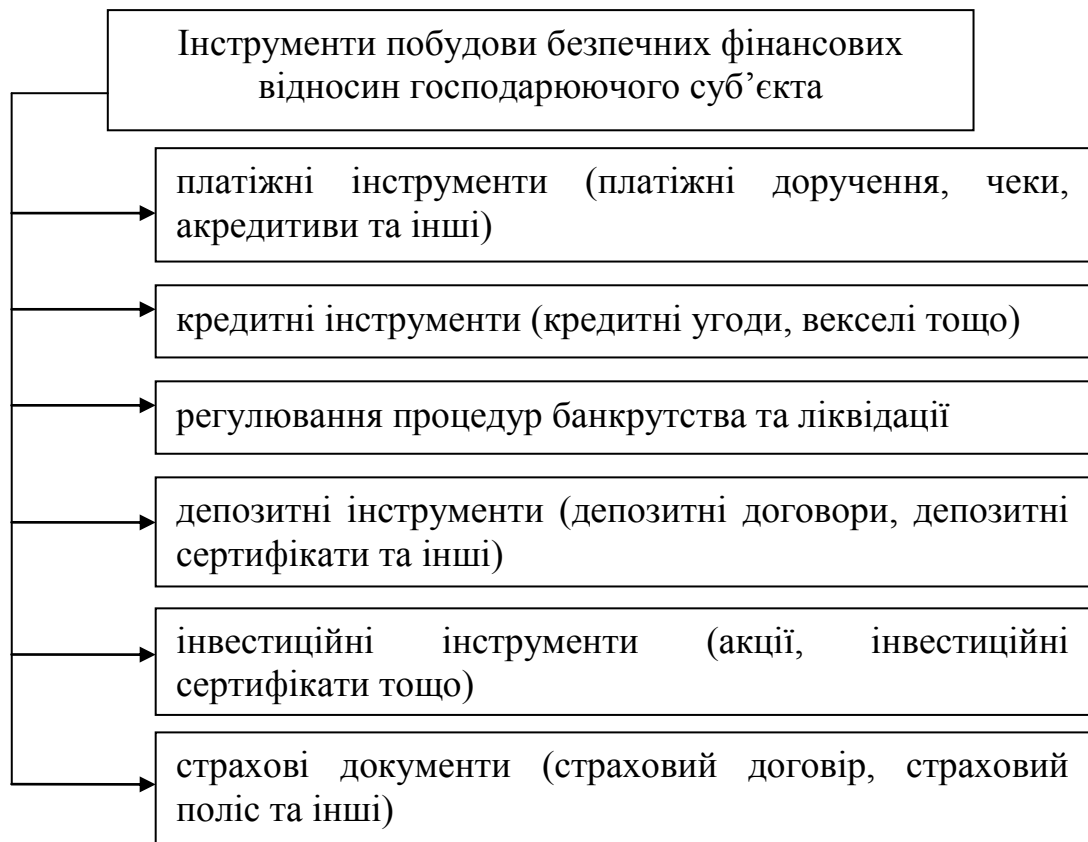 Інструменти побудови безпечних фінансових
відносин господарюючого суб’єкта
платіжні інструменти (платіжні доручення, чеки,
акредитиви та інші)
кредитні інструменти (кредитні угоди, векселі тощо)
регулювання процедур банкрутства та ліквідації
депозитні інструменти (депозитні договори, депозитні
сертифікати та інші)
інвестиційні інструменти (акції, інвестиційні
сертифікати тощо)
страхові документи (страховий договір, страховий
поліс та інші)